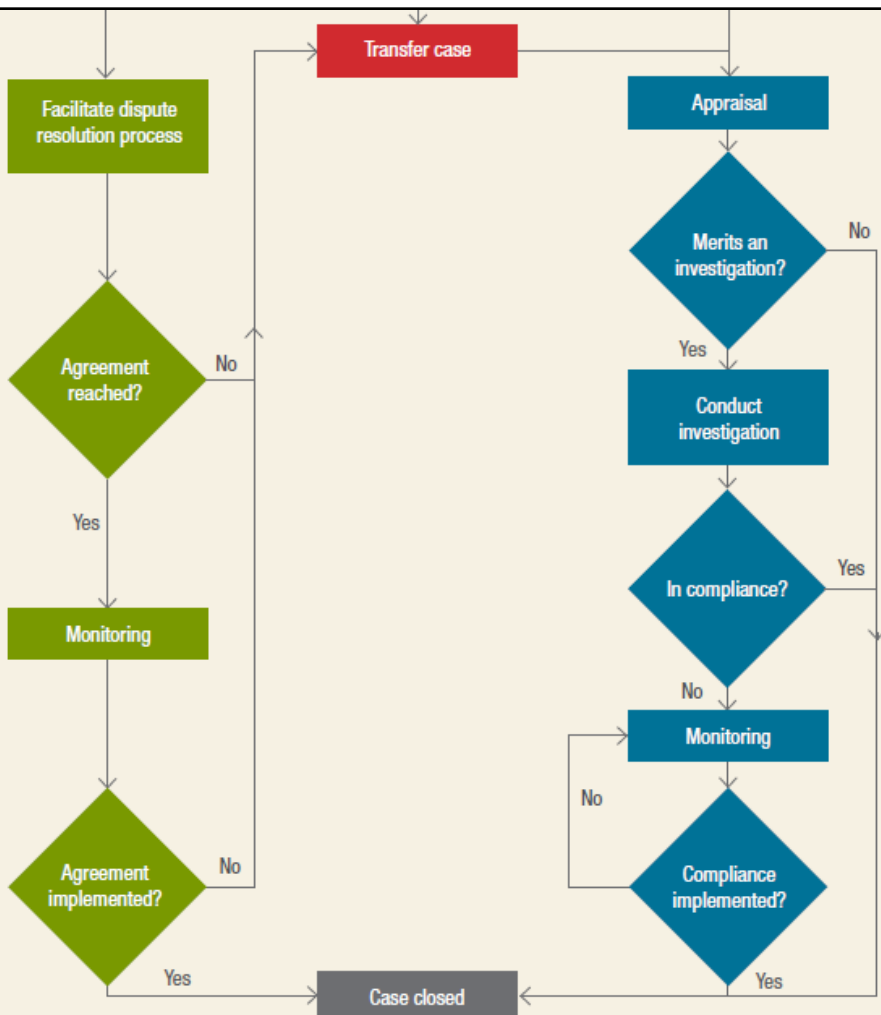 Transfer case
Facilitate dispute
resolution process
Appraisal
Merits an
investigation?
No
Yes
Agreement
reached?
No
Conduct
investigation
Yes
In compliance?
Yes
Monitoring
No
Monitoring
No
Agreement
implemented?
No
Compliance
implemented?
Yes
Case closed
Yes